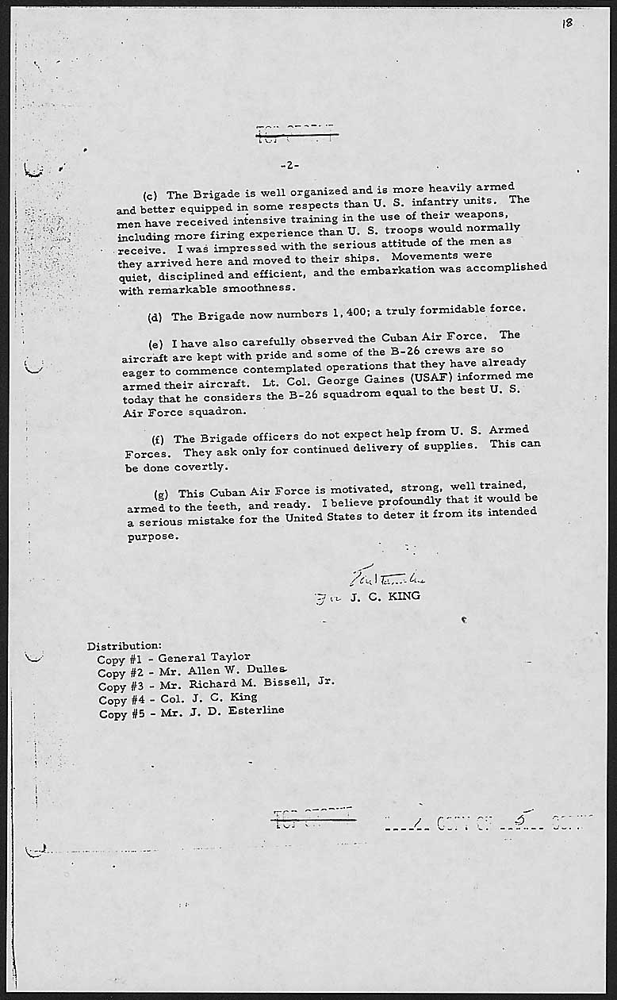 18
-2-
(c) The Brigade is well organized and is more heavily armed
and better equipped in some respects than U. S. infantry units. The
men have received intensive training in the use of their weapons,
including more firing experience than U. S. troops would normally
receive. I was impressed with the serious attitude of the men as
they arrived here and moved to their ships. Movements were
quiet, disciplined and efficient, and the embarkation was accomplished
with remarkable smoothness.
(d) The Brigade now numbers 1,400; a truly formidable force.
(e) I have also carefully observed the Cuban Air Force. The
aircraft are kept with pride and some of the B-26 crews are so
eager to commence contemplated operations that they have already
armed their aircraft. Lt. Col. George Gaines (USAF) informed me
today that he considers the B-26 squadrom equal to the best U. S.
Air Force squadron.
(f) The Brigade officers do not expect help from U. S. Armed
Forces. They ask only for continued delivery of supplies. This can
be done covertly.
(g) This Cuban Air Force is motivated, strong, well trained,
armed to the teeth, and ready. I believe profoundly that it would be
a serious mistake for the United States to deter it from its intended
purpose.
For J. C. KING
Distribution:
Copy #1 - General Taylor
Copy #2 - Mr. Allen W. Dulles
Copy #3 - Mr. Richard M. Bissell, Jr.
Copy #4 - Col. J. C. King
Copy #5 - Mr. J. D. Esterline
TOP SECRET
1 COPY OF 5